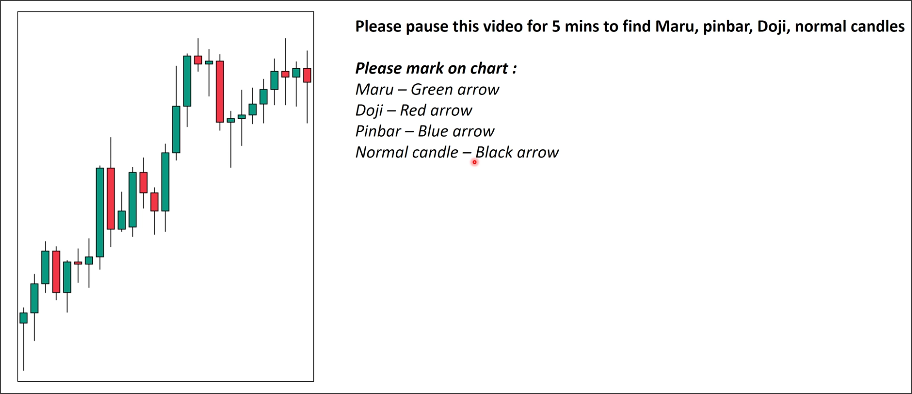 Please pause this video for 5 mins to find Maru, pinbar, Doji, normal candles
Please mark on chart :
Maru – Green arrow
Doji – Red arrow
Pinbar – Blue arrow
Normal candle – Black arrow